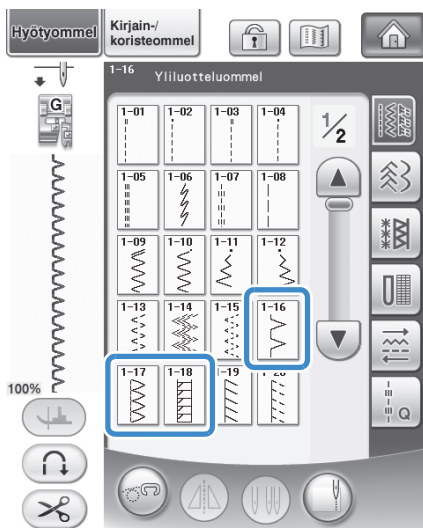 Hyötyommel
Kirjain-/
koristeommel
1-16
Yliluotteluommel
G
1-01 1-02 1-03 1-04
1/2
1-05 1-06 1-07 1-08
1-09 1-10 1-11 1-12
1-13 1-14 1-15 1-16
1-17 1-18 1-19 1-20
100%
Q